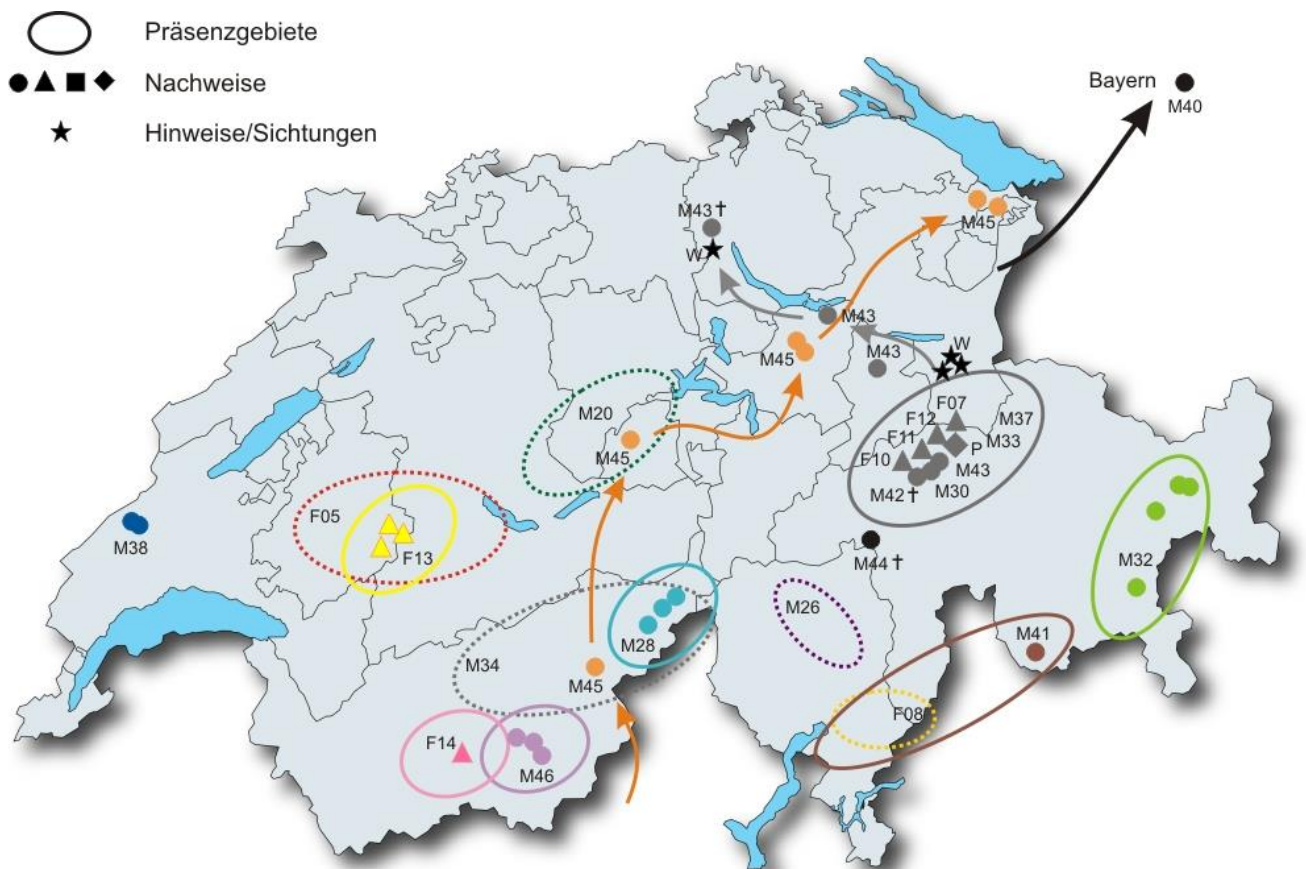 Präsenzgebiete
Nachweise
Hinweise/Sichtungen
Bayern
M40
M43†
W
M45
M43
M45
M43
W
M20
M45
F07
F12
M37
F11
M33
F10
P
M43
M42†
M30
F05
F13
M38
M44†
M32
M26
M28
M41
M34
M45
F08
F14
M46